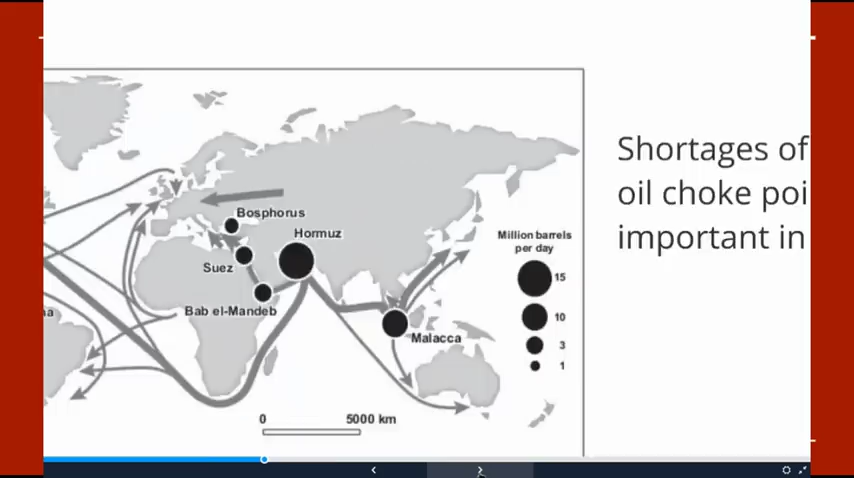 Shortages of
oil choke poi
important in
Bosphorus
Hormuz
Suez
Bab el-Mandeb
Malacca
Million barrels
per day
15
10
3
1
0 5000 km